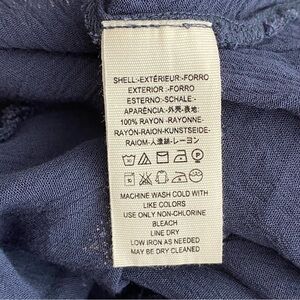 SHELL-EXTÉRIEUR-FORRO
EXTERIOR-FORRO
ESTERNO-SCHALE-
APARÊNCIA-外壳-表地:
100% RAYON-RAYONNE-
RAYÓN-RAION-KUNSTSEIDE-
RAIOM-人造絲-レーヨン
MACHINE WASH COLD WITH
LIKE COLORS
USE ONLY NON-CHLORINE
BLEACH
LINE DRY
LOW IRON AS NEEDED
MAY BE DRY CLEANED